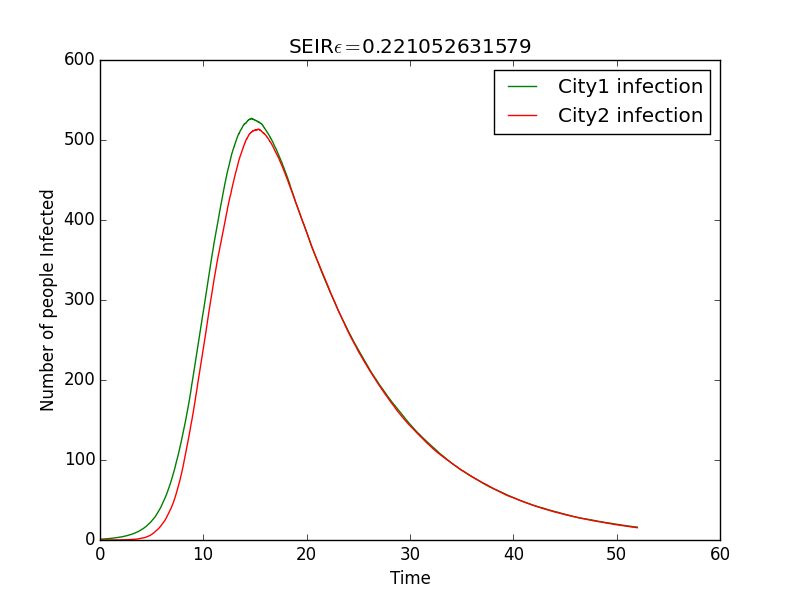 SEIRϵ=0.221052631579
600
City1 infection
City2 infection
500
400
300
200
100
0
Number of people Infected
0 10 20 30 40 50 60
Time